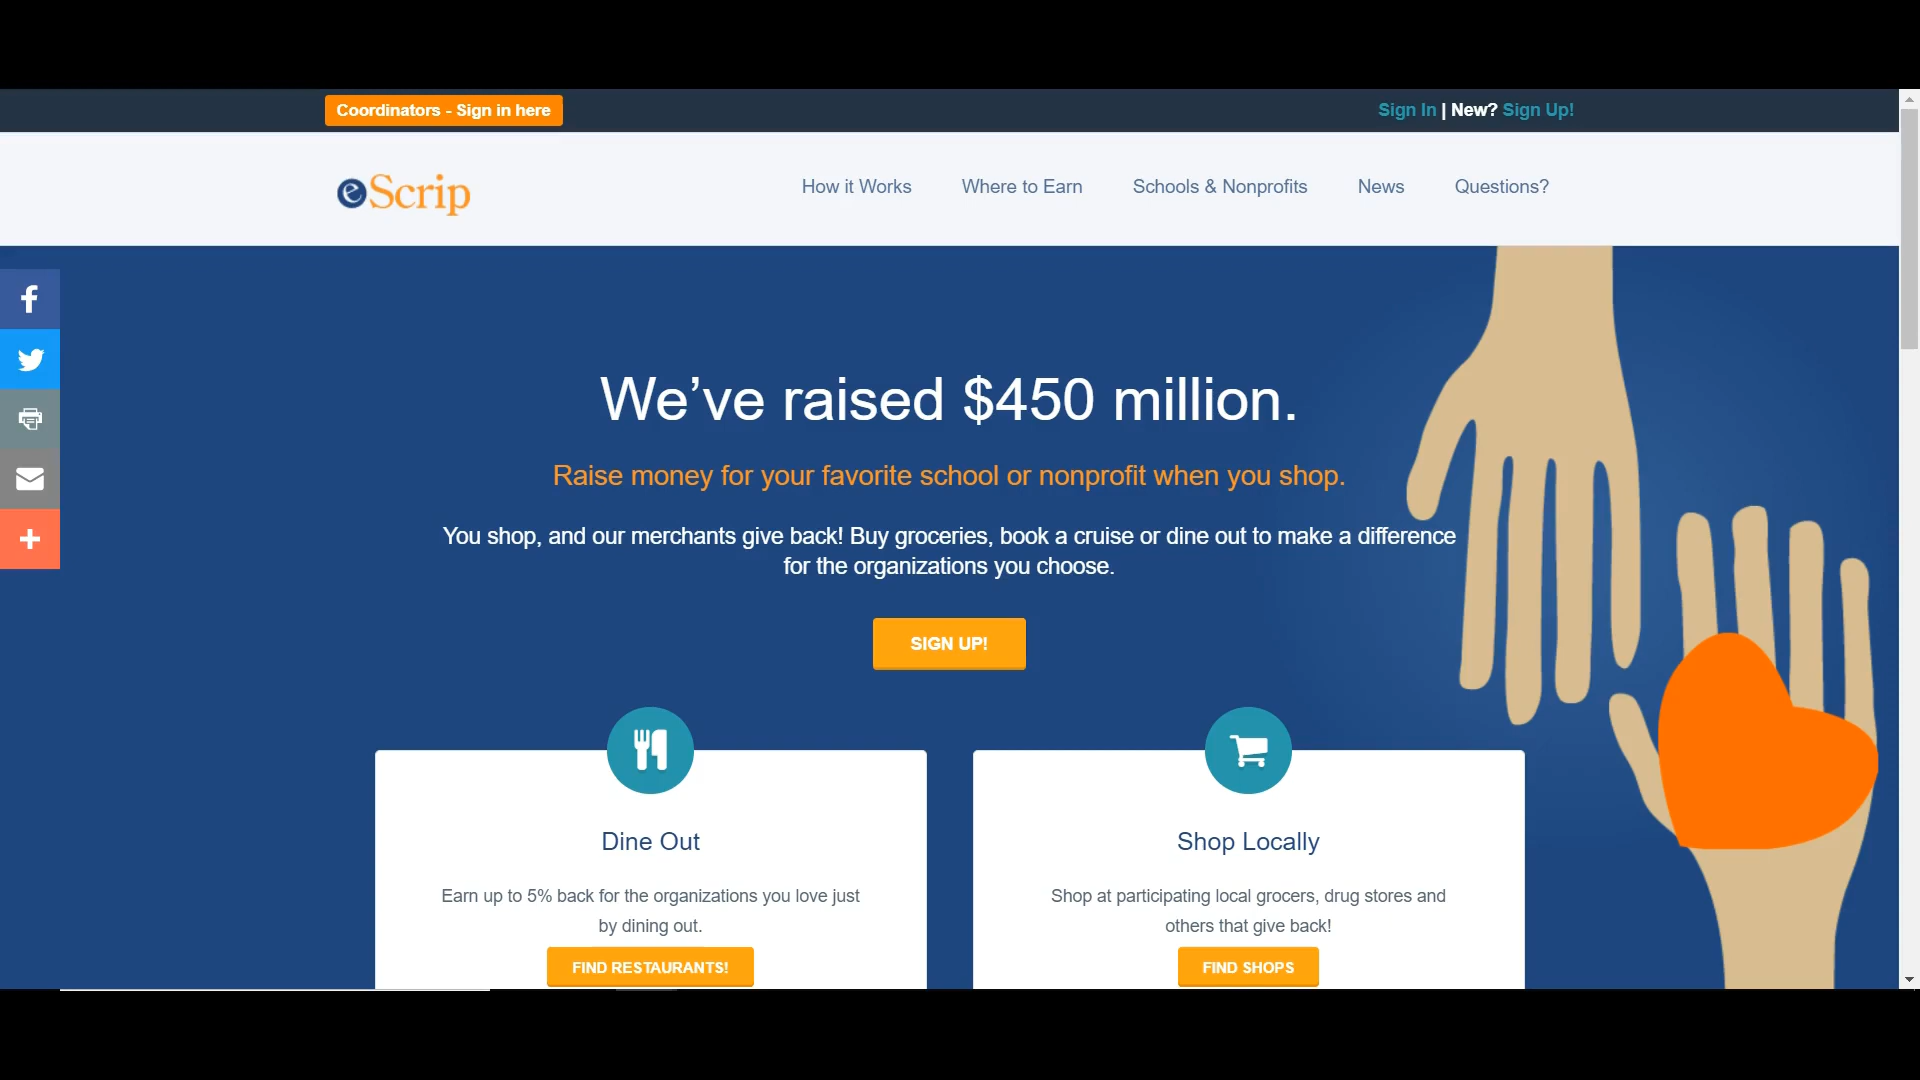 Coordinators - Sign in here
Sign In | New? Sign Up!
eScrip
How it Works
Where to Earn
Schools & Nonprofits
News
Questions?
We’ve raised $450 million.
Raise money for your favorite school or nonprofit when you shop.
You shop, and our merchants give back! Buy groceries, book a cruise or dine out to make a difference
for the organizations you choose.
SIGN UP!
Dine Out
Earn up to 5% back for the organizations you love just
by dining out.
FIND RESTAURANTS!
Shop Locally
Shop at participating local grocers, drug stores and
others that give back!
FIND SHOPS